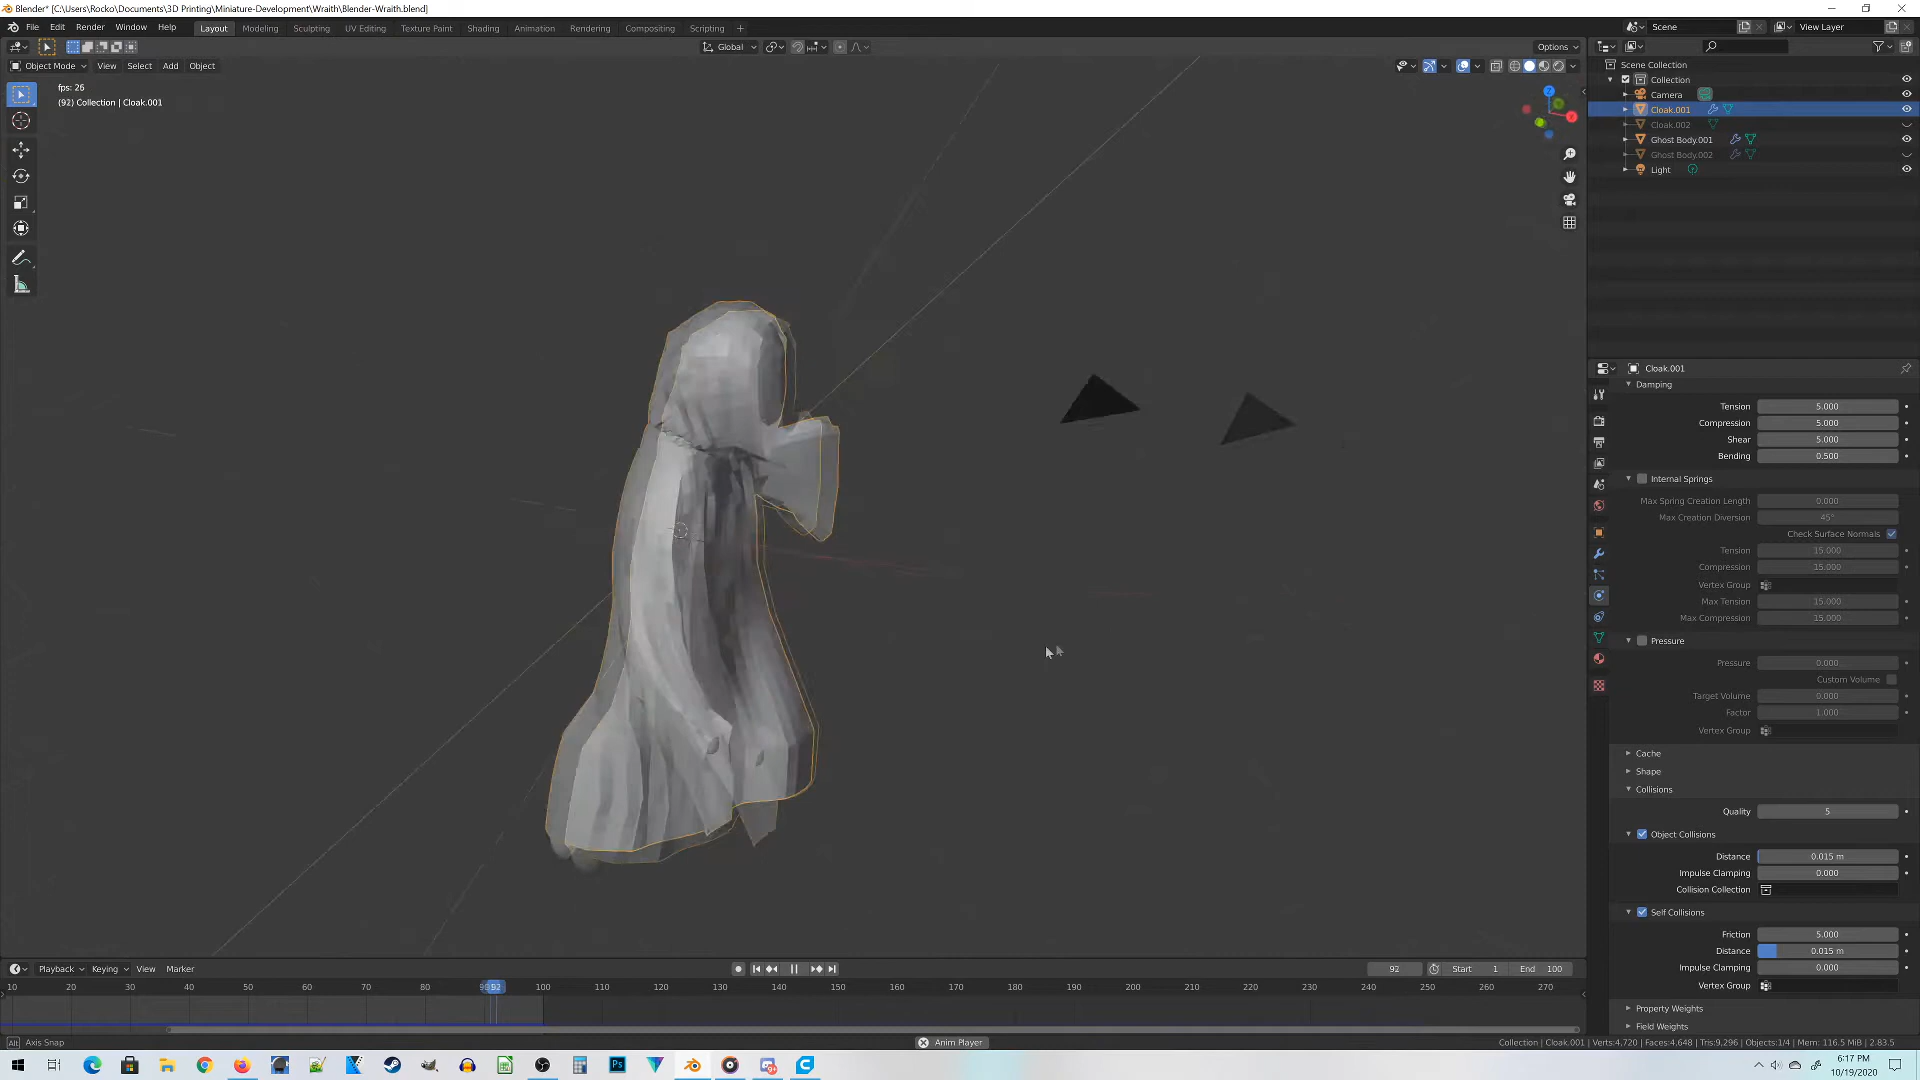 Blender* [C:\Users\Rocko\Documents\3D Printing\Miniature-Development\Wraith\Blender-Wraith.blend]
File Edit Render Window Help Layout Modeling Sculpting UV Editing Texture Paint Shading Animation Rendering Compositing Scripting + Scene View Layer
Global Options
Object Mode View Select Add Object
fps: 26
(92) Collection | Cloak.001
Scene Collection
Collection
Camera
Cloak.001
Cloak.002
Ghost Body.001
Ghost Body.002
Light
Cloak.001
Damping
Tension 5.000
Compression 5.000
Shear 5.000
Bending 0.500
Internal Springs
Max Spring Creation Length 0.000
Max Creation Diversion 45°
Check Surface Normals
Tension 15.000
Compression 15.000
Vertex Group
Max Tension 15.000
Max Compression 15.000
Pressure
Pressure 0.000
Custom Volume
Target Volume 0.000
Factor 1.000
Vertex Group
Cache
Shape
Collisions
Quality 5
Object Collisions
Distance 0.015 m
Impulse Clamping 0.000
Collision Collection
Self Collisions
Friction 5.000
Distance 0.015 m
Impulse Clamping 0.000
Vertex Group
Property Weights
Field Weights
Playback Keying View Marker 92 Start 1 End 100
10 20 30 40 50 60 70 80 92 100 110 120 130 140 150 160 170 180 190 200 210 220 230 240 250 260 270
Alt Axis Snap Anim Player Collection | Cloak.001 | Verts:4,720 | Faces:4,648 | Tris:9,296 | Objects:1/4 | Mem: 116.5 MiB | 2.83.5
6:17 PM
10/19/2020